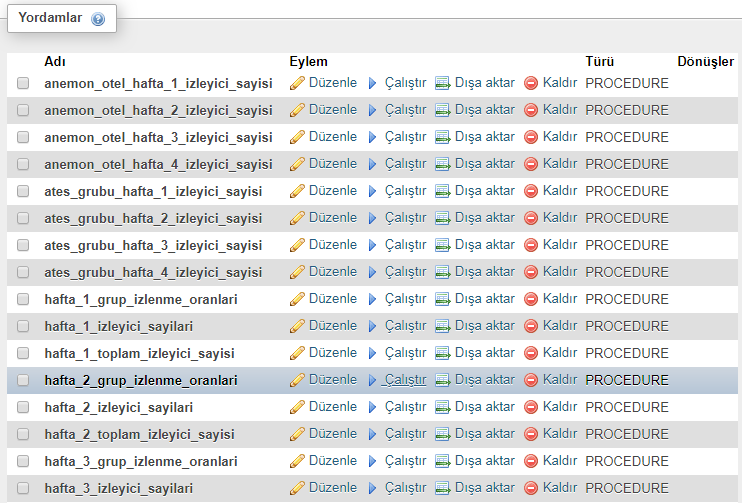 Yordamlar
Adı Eylem Türü Dönüşler
anemon_otel_hafta_1_izleyici_sayisi Düzenle Çalıştır Dışa aktar Kaldır PROCEDURE
anemon_otel_hafta_2_izleyici_sayisi Düzenle Çalıştır Dışa aktar Kaldır PROCEDURE
anemon_otel_hafta_3_izleyici_sayisi Düzenle Çalıştır Dışa aktar Kaldır PROCEDURE
anemon_otel_hafta_4_izleyici_sayisi Düzenle Çalıştır Dışa aktar Kaldır PROCEDURE
ates_grubu_hafta_1_izleyici_sayisi Düzenle Çalıştır Dışa aktar Kaldır PROCEDURE
ates_grubu_hafta_2_izleyici_sayisi Düzenle Çalıştır Dışa aktar Kaldır PROCEDURE
ates_grubu_hafta_3_izleyici_sayisi Düzenle Çalıştır Dışa aktar Kaldır PROCEDURE
ates_grubu_hafta_4_izleyici_sayisi Düzenle Çalıştır Dışa aktar Kaldır PROCEDURE
hafta_1_grup_izlenme_oranlari Düzenle Çalıştır Dışa aktar Kaldır PROCEDURE
hafta_1_izleyici_sayilari Düzenle Çalıştır Dışa aktar Kaldır PROCEDURE
hafta_1_toplam_izleyici_sayisi Düzenle Çalıştır Dışa aktar Kaldır PROCEDURE
hafta_2_grup_izlenme_oranlari Düzenle Çalıştır Dışa aktar Kaldır PROCEDURE
hafta_2_izleyici_sayilari Düzenle Çalıştır Dışa aktar Kaldır PROCEDURE
hafta_2_toplam_izleyici_sayisi Düzenle Çalıştır Dışa aktar Kaldır PROCEDURE
hafta_3_grup_izlenme_oranlari Düzenle Çalıştır Dışa aktar Kaldır PROCEDURE
hafta_3_izleyici_sayilari Düzenle Çalıştır Dışa aktar Kaldır PROCEDURE